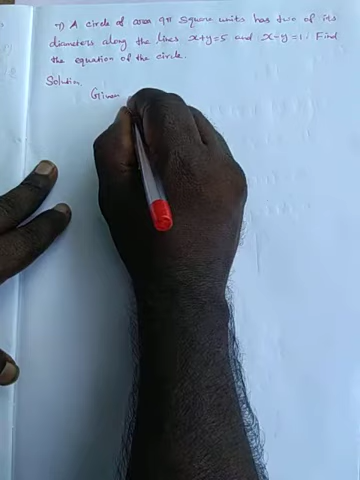 7) A circle of area 9π square units has two of its
diameters along the lines x+y=5 and x-y=1. Find
the equation of the circle.
Solution
Given